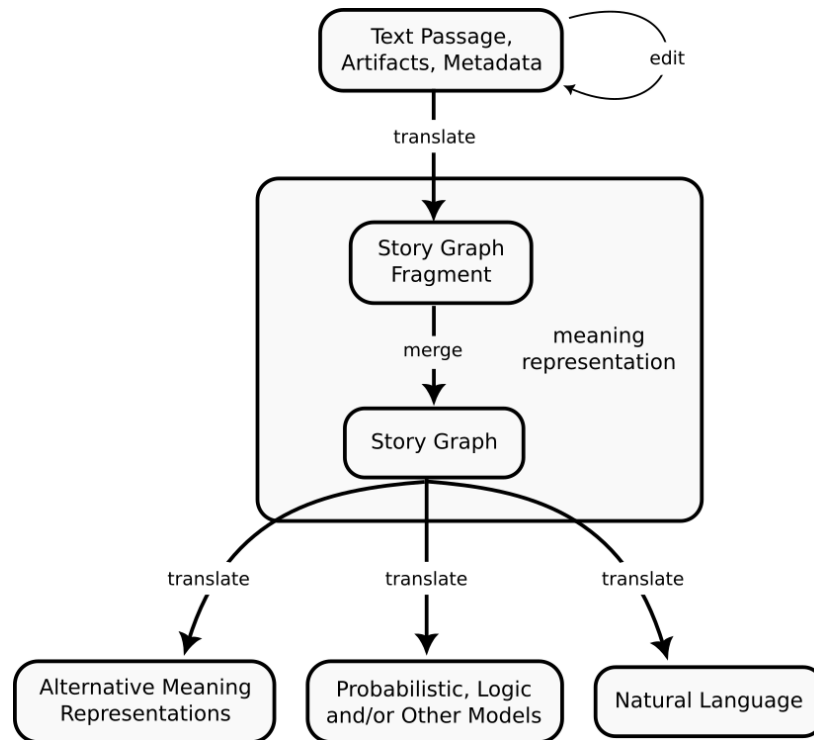 Text Passage,
Artifacts, Metadata
edit
translate
Story Graph
Fragment
merge
meaning
representation
Story Graph
translate
translate
translate
Alternative Meaning
Representations
Probabilistic, Logic
and/or Other Models
Natural Language